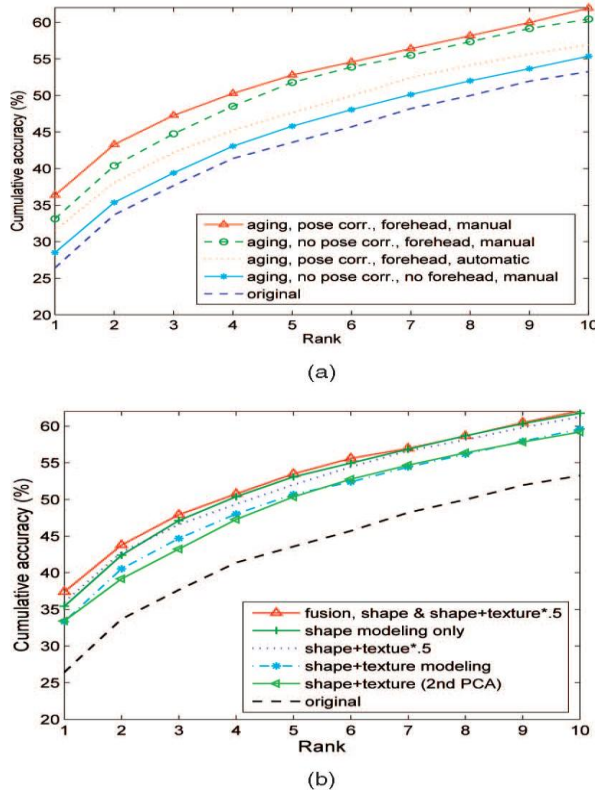 60
55
50
45
40
35
30
25
20
Cumulative accuracy (%)
aging, pose corr., forehead, manual
aging, no pose corr., forehead, manual
aging, pose corr., forehead, automatic
aging, no pose corr., no forehead, manual
original
1 2 3 4 5 6 7 8 9 10
Rank
(a)
60
55
50
45
40
35
30
25
20
Cumulative accuracy (%)
fusion, shape & shape+texture*.5
shape modeling only
shape+textue*.5
shape+texture modeling
shape+texture (2nd PCA)
original
1 2 3 4 5 6 7 8 9 10
Rank
(b)